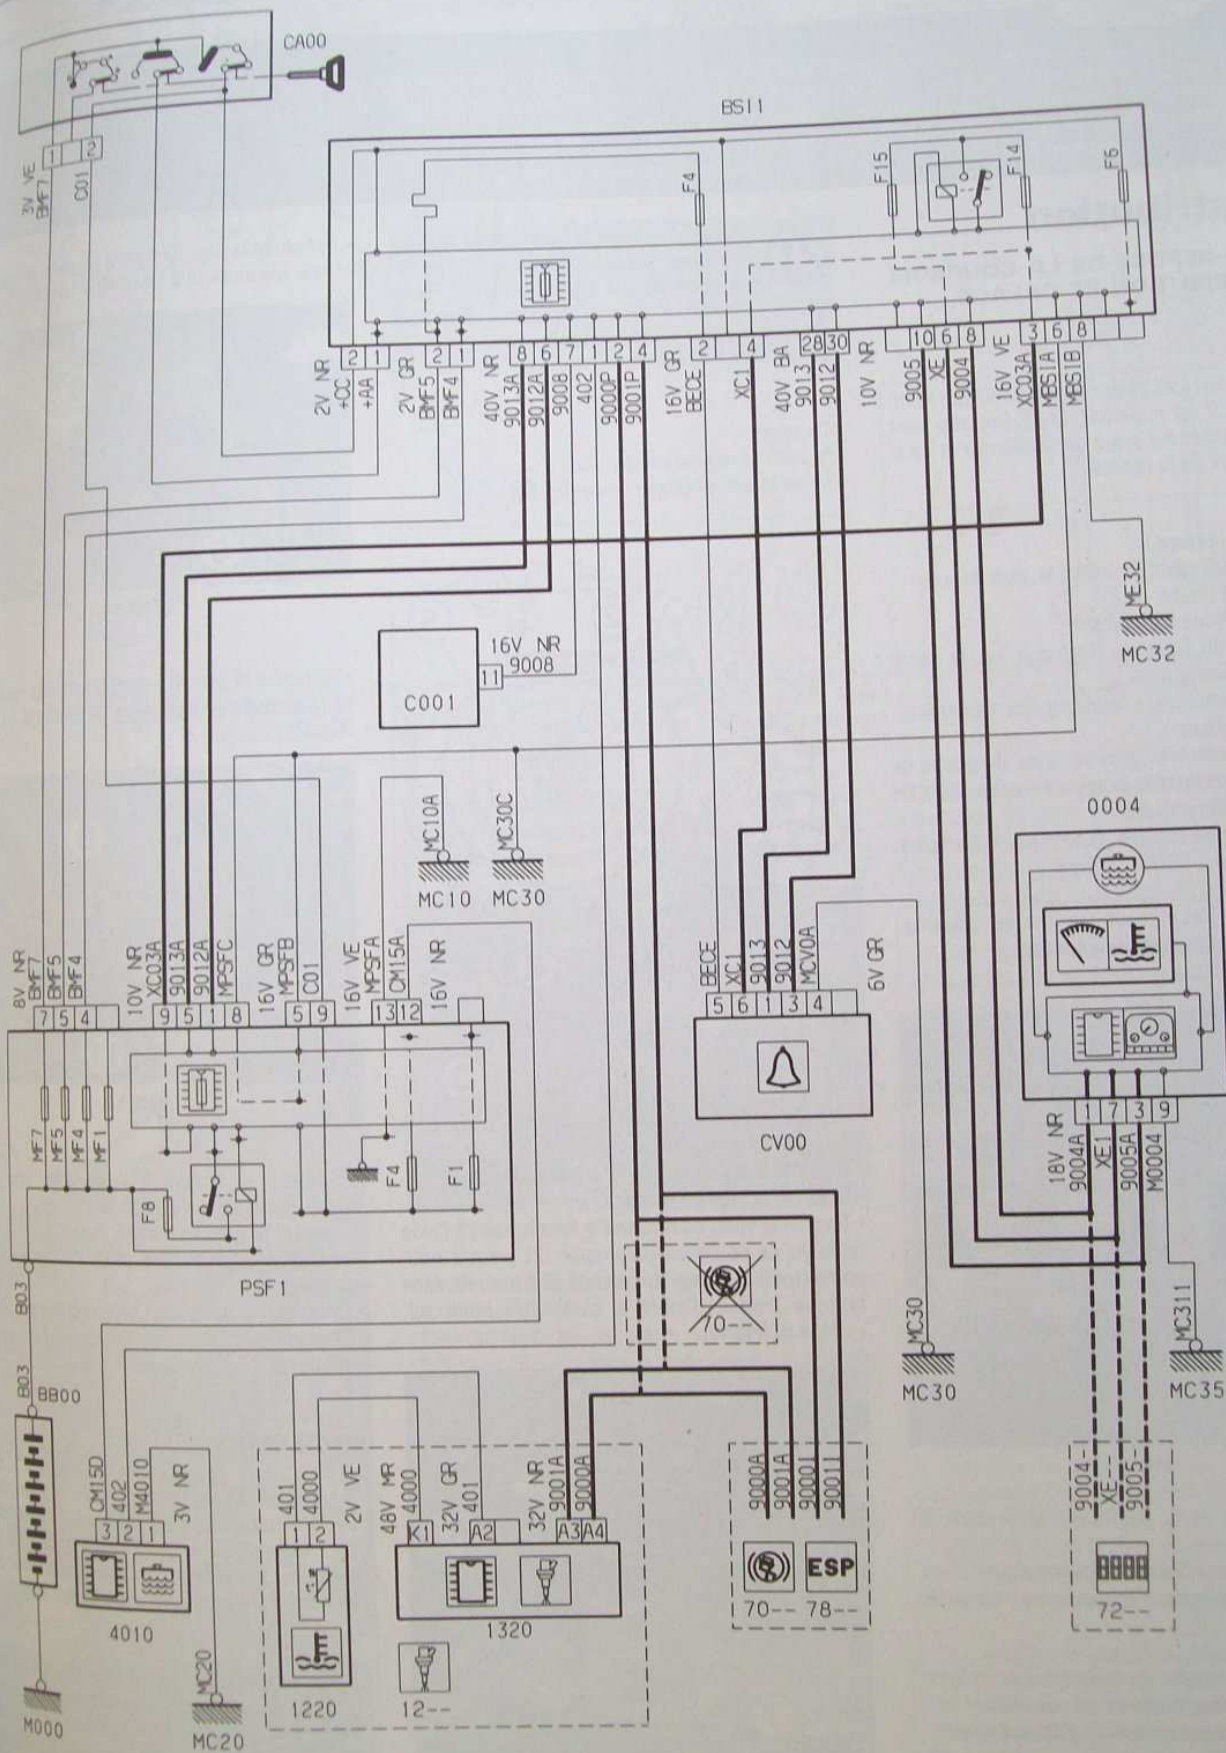 CA00
1
2
3V VE
BMF7
C01
BSI1
F4
F15
F14
F6
2
1
2
1
8
6
7
1
2
4
2
4
28
30
10
6
8
3
6
8
2V NR
+CC
+AA
2V GR
BMF5
BMF4
40V NR
9013A
9012A
9008
402
9000P
9001P
16V GR
BECE
XC1
40V BA
9013
9012
10V NR
9005
XE
9004
16V VE
XC03A
MBS1A
MBS1B
ME32
MC32
C001
11
16V NR
9008
MC10A
MC30C
MC10
MC30
8V NR
BMF7
BMF5
BMF4
10V NR
XC03A
9013A
9012A
MPSFC
16V GR
MPSFB
C01
16V VE
MPSFA
CM15A
16V NR
7
5
4
9
5
1
8
5
9
13
12
MF7
MF5
MF4
MF1
F8
F4
F1
PSF1
BECE
XC1
9013
9012
MCV0A
6V GR
5
6
1
3
4
CV00
0004
1
7
3
9
18V NR
9004A
XE1
9005A
M0004
B03
B03
BB00
M000
CM15D
402
M4010
3V NR
3
2
1
4010
MC20
MC20
401
4000
2V VE
1
2
1220
48V MR
4000
32V GR
401
32V NR
9001A
9000A
K1
A2
A3
A4
1320
12--
70--
9000A
9001A
9000I
9001I
ESP
70--
78--
MC30
MC30
MC311
MC35
9004-
XE--
9005-
72--